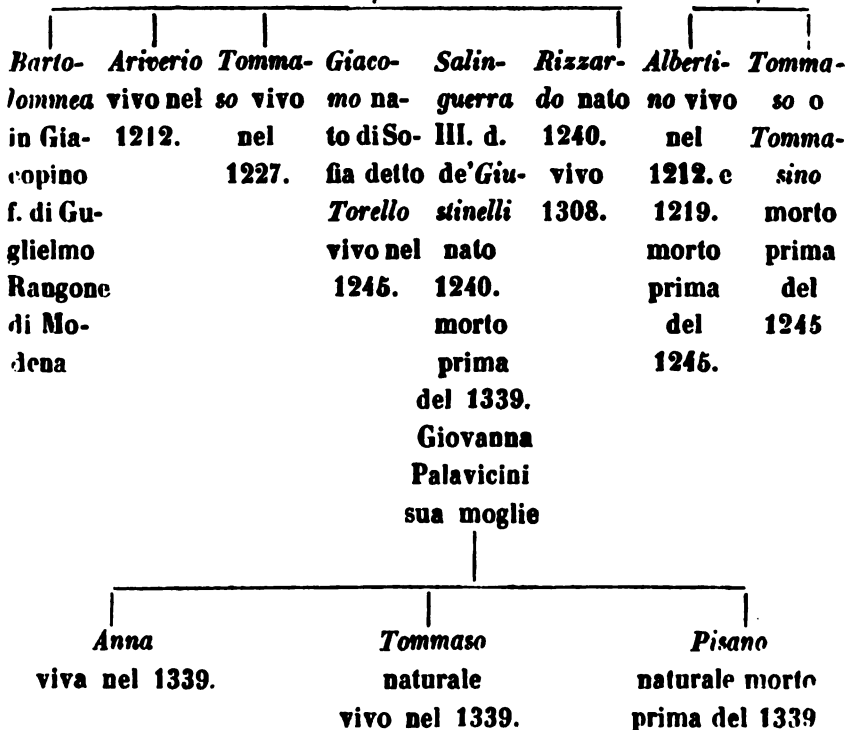 Barto-
lommea
in Gia-
copino
f. di Gu-
glielmo
Rangone
di Mo-
dena
Ariverio
vivo nel
1212.
Tomma-
so vivo
nel
1227.
Giaco-
mo na-
to di So-
fia detto
Torello
vivo nel
1245.
Salin-
guerra
III. d.
de'Giu-
stinelli
nato
1240.
morto
prima
del 1339.
Giovanna
Palavicini
sua moglie
Rizzar-
do nato
1240.
vivo
1308.
Alberti-
no vivo
nel
1212. e
1219.
morto
prima
del
1245.
Tomma-
so o
Tomma-
sino
morto
prima
del
1245
Anna
viva nel 1339.
Tommaso
naturale
vivo nel 1339.
Pisano
naturale morto
prima del 1339